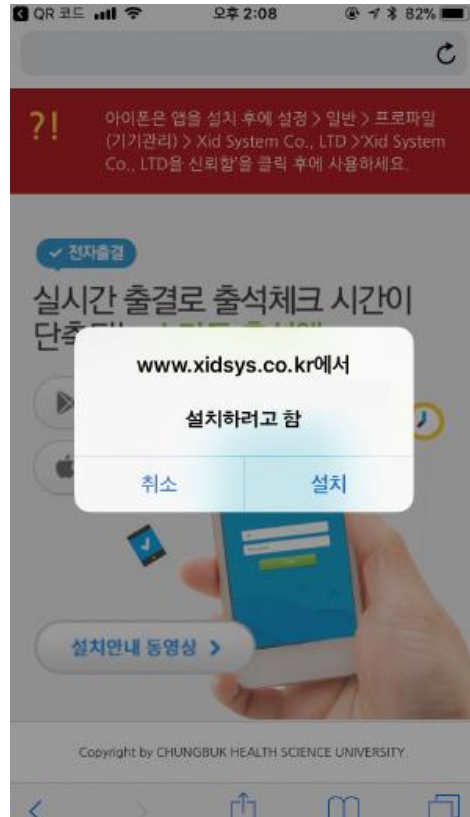 QR 코드
오후 2:08
82%
?!
아이폰은 앱을 설치 후에 설정 > 일반 > 프로파일
(기기관리) > Xid System Co., LTD >'Xid System
Co., LTD을 신뢰함'을 클릭 후에 사용하세요.
전자출결
실시간 출결로 출석체크 시간이
www.xidsys.co.kr에서
설치하려고 함
취소
설치
설치안내 동영상 >
Copyright by CHUNGBUK HEALTH SCIENCE UNIVERSITY.